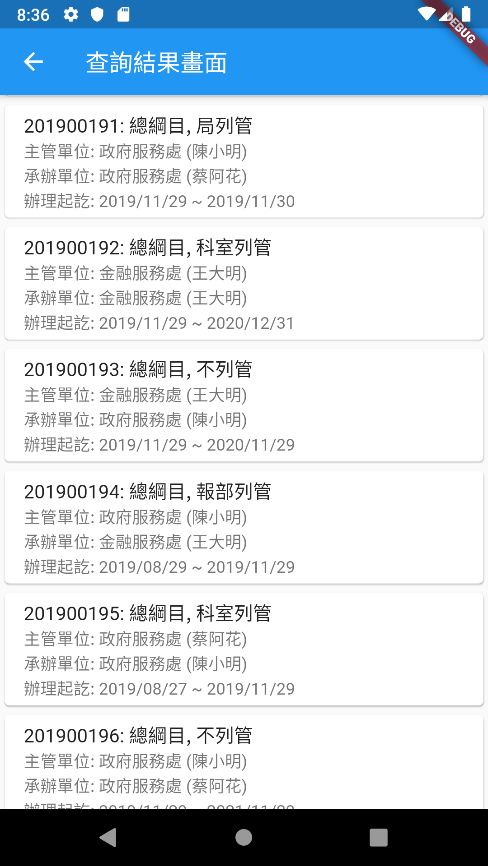 8:36
DEBUG
查詢結果畫面
201900191: 總綱目, 局列管
主管單位: 政府服務處 (陳小明)
承辦單位: 政府服務處 (蔡阿花)
辦理起訖: 2019/11/29 ~ 2019/11/30
201900192: 總綱目, 科室列管
主管單位: 金融服務處 (王大明)
承辦單位: 金融服務處 (王大明)
辦理起訖: 2019/11/29 ~ 2020/12/31
201900193: 總綱目, 不列管
主管單位: 金融服務處 (王大明)
承辦單位: 政府服務處 (陳小明)
辦理起訖: 2019/11/29 ~ 2020/11/29
201900194: 總綱目, 報部列管
主管單位: 政府服務處 (陳小明)
承辦單位: 金融服務處 (王大明)
辦理起訖: 2019/08/29 ~ 2019/11/29
201900195: 總綱目, 科室列管
主管單位: 政府服務處 (蔡阿花)
承辦單位: 政府服務處 (陳小明)
辦理起訖: 2019/08/27 ~ 2019/11/29
201900196: 總綱目, 不列管
主管單位: 政府服務處 (陳小明)
承辦單位: 政府服務處 (蔡阿花)
辦理起訖: